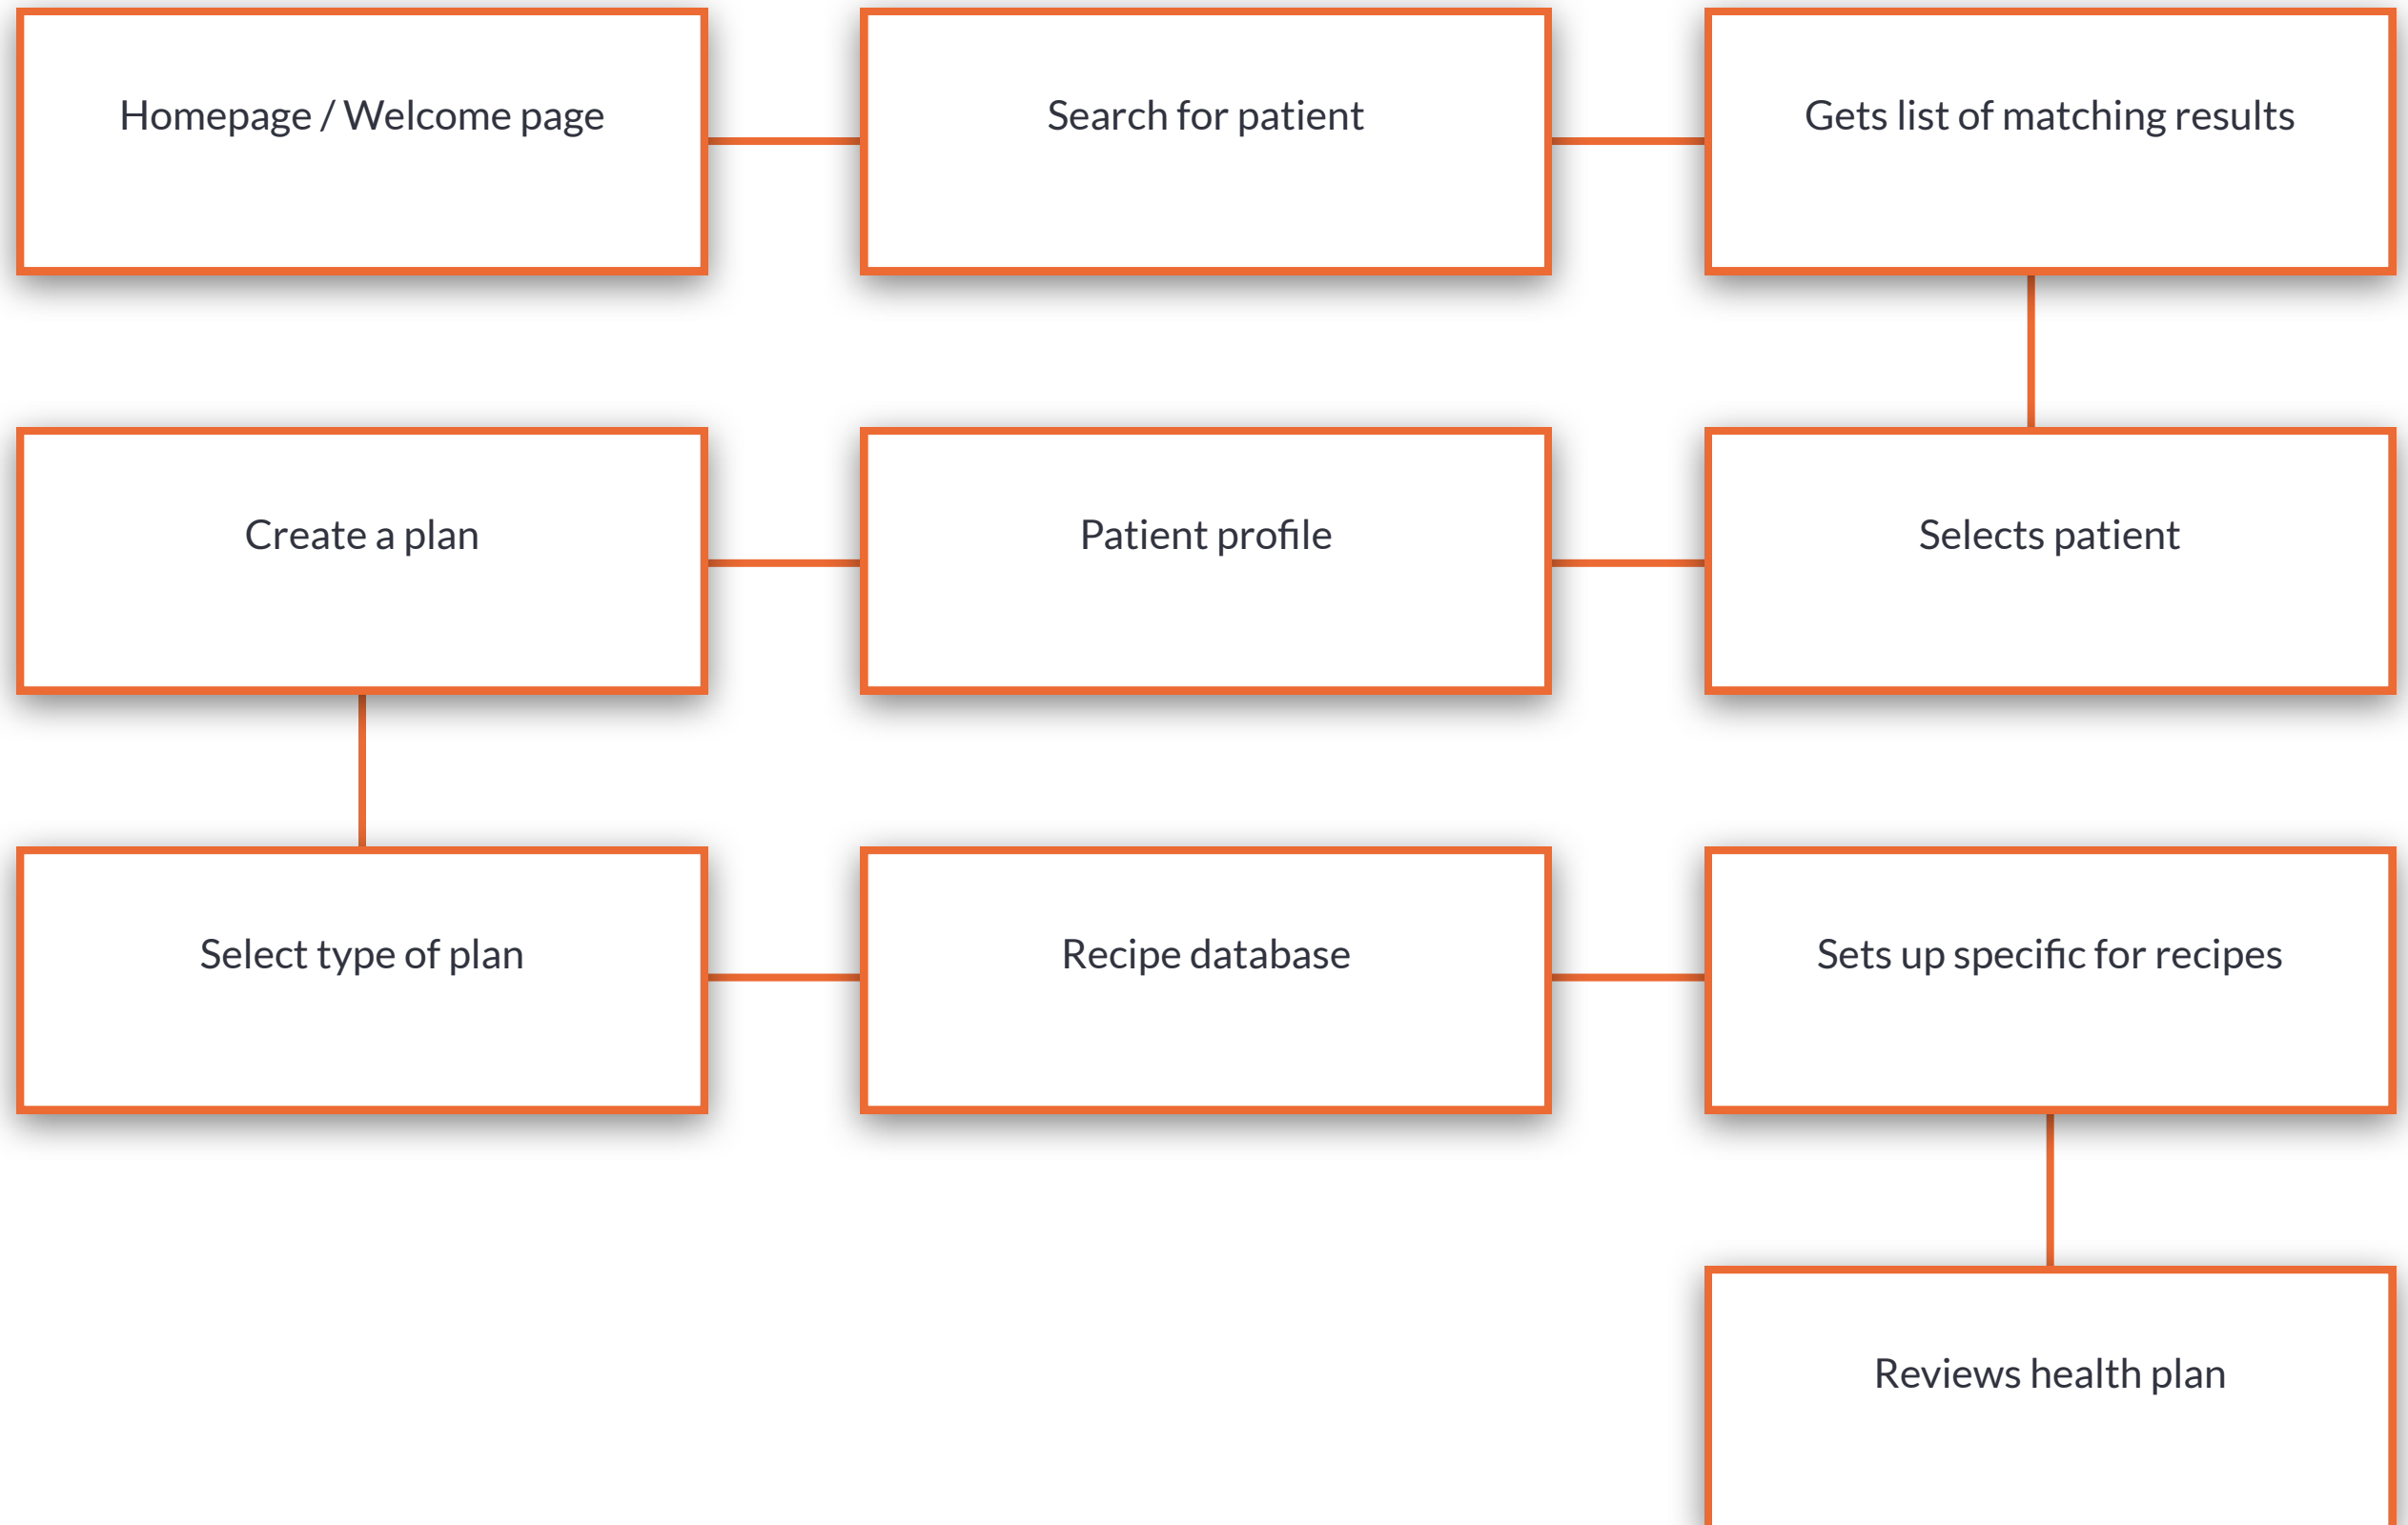 Homepage / Welcome page
Search for patient
Gets list of matching results
Create a plan
Patient profile
Selects patient
Select type of plan
Recipe database
Sets up specific for recipes
Reviews health plan